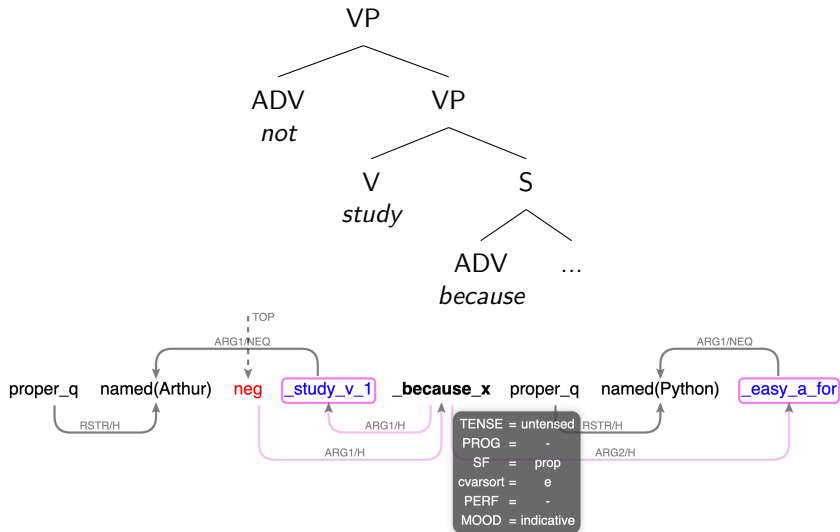 VP
ADV VP
not
V S
study
ADV ...
because
TOP
ARG1/NEQ ARG1/NEQ
proper_q named(Arthur) neg _study_v_1 _because_x proper_q named(Python) _easy_a_for
RSTR/H ARG1/H TENSE = untensed RSTR/H
PROG = -
ARG1/H SF = prop ARG2/H
cvarsort = e
PERF = -
MOOD = indicative